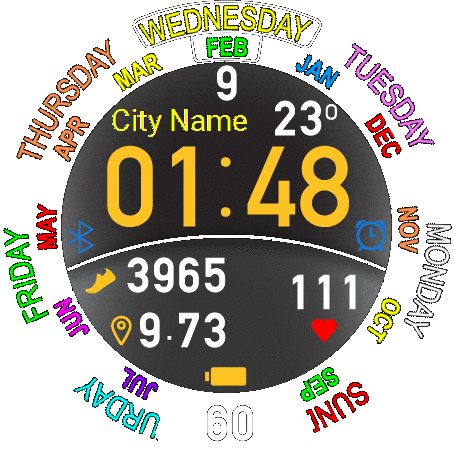 WEDNESDAY
FEB
THURSDAY
TUESDAY
MAR
JAN
APR
DEC
9
City Name
23°
01:48
FRIDAY
MAY
NOV
MONDAY
3965
111
JUN
OCT
9.73
JUL
SEP
URDAY
SUNI
60